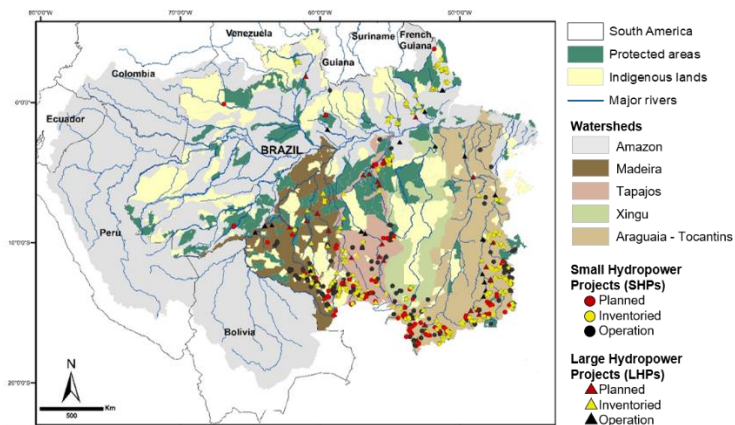 80°0'0"W
70°0'0"W
60°0'0"W
50°0'0"W
Venezuela
Suriname
French
Guiana
Guiana
Colombia
Ecuador
BRAZIL
Peru
Bolivia
10°0'0"S
20°0'0"S
N
500
Km
South America
Protected areas
Indigenous lands
Major rivers
Watersheds
Amazon
Madeira
Tapajos
Xingu
Araguaia - Tocantins
Small Hydropower
Projects (SHPs)
Planned
Inventoried
Operation
Large Hydropower
Projects (LHPs)
Planned
Inventoried
Operation